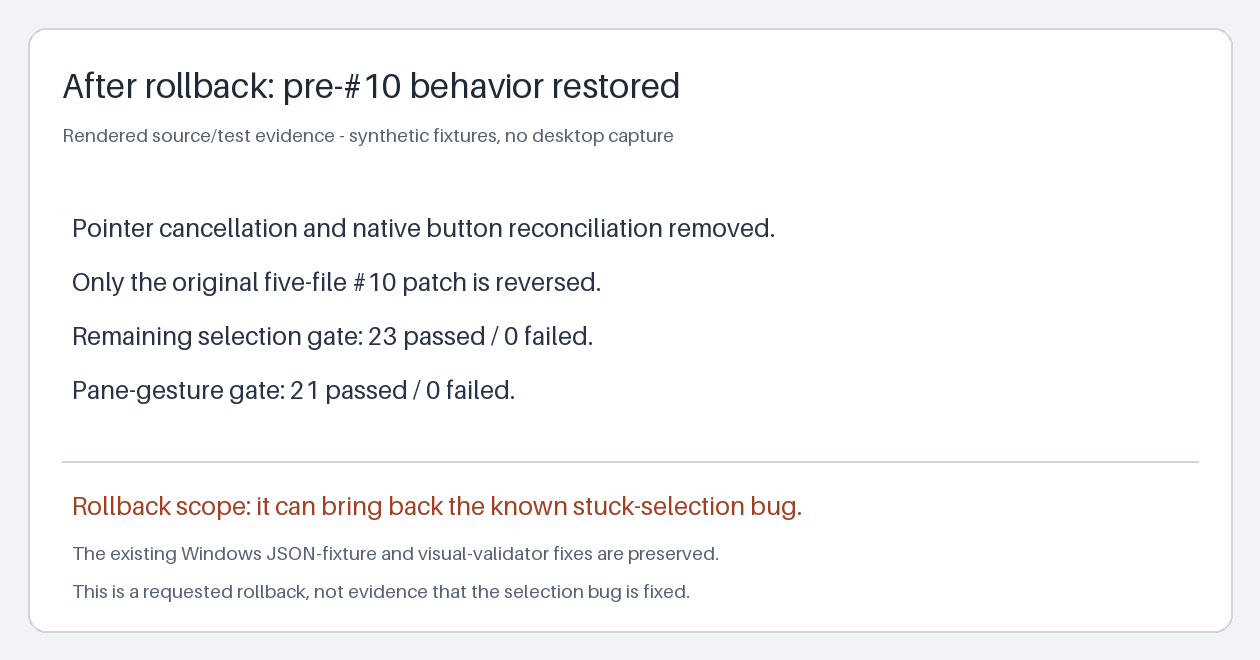 After rollback: pre-#10 behavior restored
Rendered source/test evidence - synthetic fixtures, no desktop capture
Pointer cancellation and native button reconciliation removed.
Only the original five-file #10 patch is reversed.
Remaining selection gate: 23 passed / 0 failed.
Pane-gesture gate: 21 passed / 0 failed.
Rollback scope: it can bring back the known stuck-selection bug.
The existing Windows JSON-fixture and visual-validator fixes are preserved.
This is a requested rollback, not evidence that the selection bug is fixed.